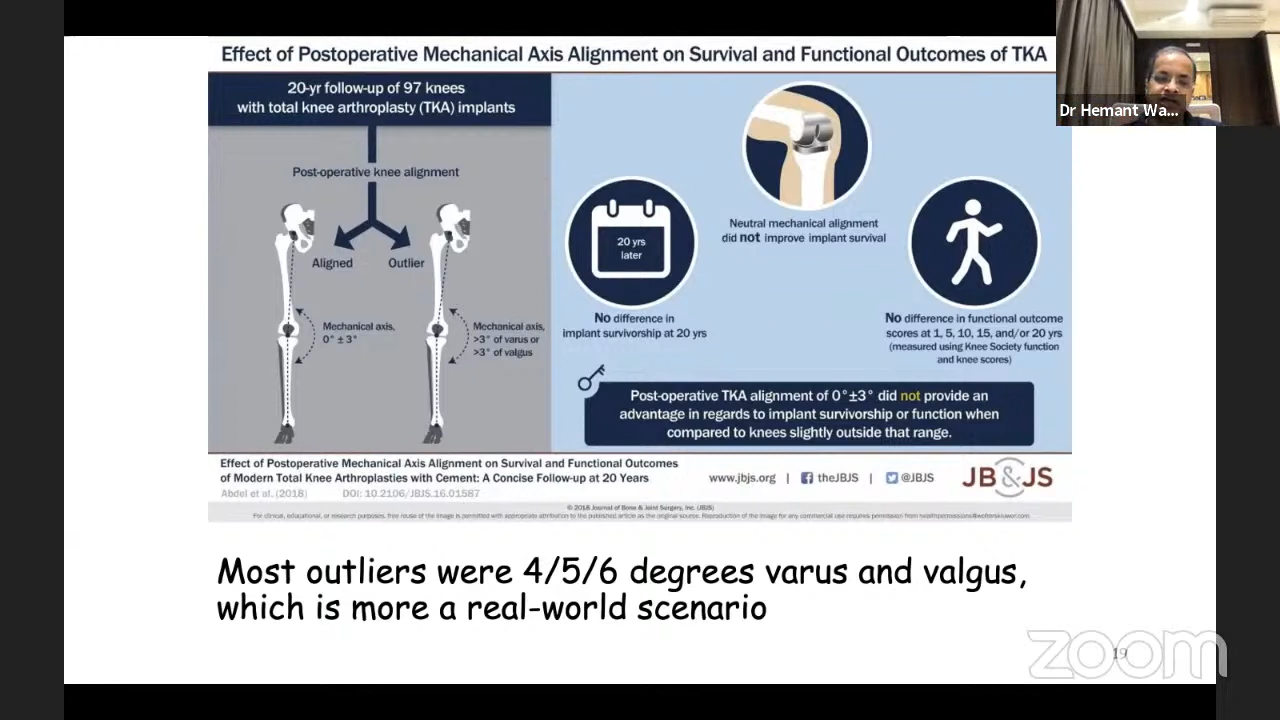 Effect of Postoperative Mechanical Axis Alignment on Survival and Functional Outcomes of TKA
Dr Hemant Wa...
20-yr follow-up of 97 knees
with total knee arthroplasty (TKA) implants
Post-operative knee alignment
Aligned
Outlier
Mechanical axis,
0° ± 3°
Mechanical axis,
>3° of varus or
>3° of valgus
20 yrs
later
No difference in
implant survivorship at 20 yrs
Neutral mechanical alignment
did not improve implant survival
No difference in functional outcome
scores at 1, 5, 10, 15, and/or 20 yrs
(measured using Knee Society function
and knee scores)
Post-operative TKA alignment of 0°±3° did not provide an
advantage in regards to implant survivorship or function when
compared to knees slightly outside that range.
Effect of Postoperative Mechanical Axis Alignment on Survival and Functional Outcomes
of Modern Total Knee Arthroplasties with Cement: A Concise Follow-up at 20 Years
Abdel et al. (2018) DOI: 10.2106/JBJS.16.01587
www.jbjs.org | theJBJS | @JBJS
JB&JS
© 2018 Journal of Bone & Joint Surgery, Inc. (JBJS)
For clinical, educational, or research purposes, free reuse of the image is permitted with appropriate attribution to the published article as the original source. Reproduction of the image for any commercial use requires permission from
Most outliers were 4/5/6 degrees varus and valgus,
which is more a real-world scenario
zoom
19